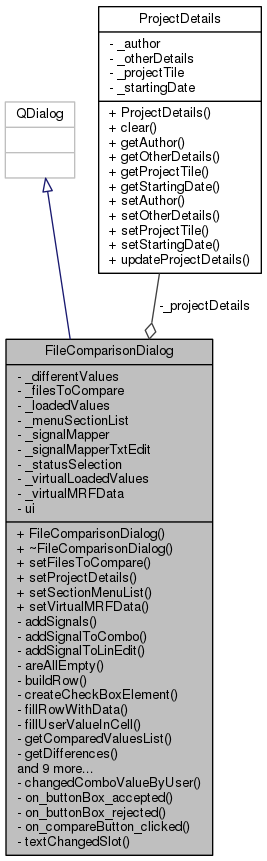 ProjectDetails
- _author
- _otherDetails
- _projectTile
- _startingDate
+ ProjectDetails()
+ clear()
+ getAuthor()
+ getOtherDetails()
+ getProjectTile()
+ getStartingDate()
+ setAuthor()
+ setOtherDetails()
+ setProjectTile()
+ setStartingDate()
+ updateProjectDetails()
QDialog
-_projectDetails
FileComparisonDialog
- _differentValues
- _filesToCompare
- _loadedValues
- _menuSectionList
- _signalMapper
- _signalMapperTxtEdit
- _statusSelection
- _virtualLoadedValues
- _virtualMRFData
- ui
+ FileComparisonDialog()
+ ~FileComparisonDialog()
+ setFilesToCompare()
+ setProjectDetails()
+ setSectionMenuList()
+ setVirtualMRFData()
- addSignals()
- addSignalToCombo()
- addSignalToLinEdit()
- areAllEmpty()
- buildRow()
- createCheckBoxElement()
- fillRowWithData()
- fillUserValueInCell()
- getComparedValuesList()
- getDifferences()
and 9 more...
- changedComboValueByUser()
- on_buttonBox_accepted()
- on_buttonBox_rejected()
- on_compareButton_clicked()
- textChangedSlot()